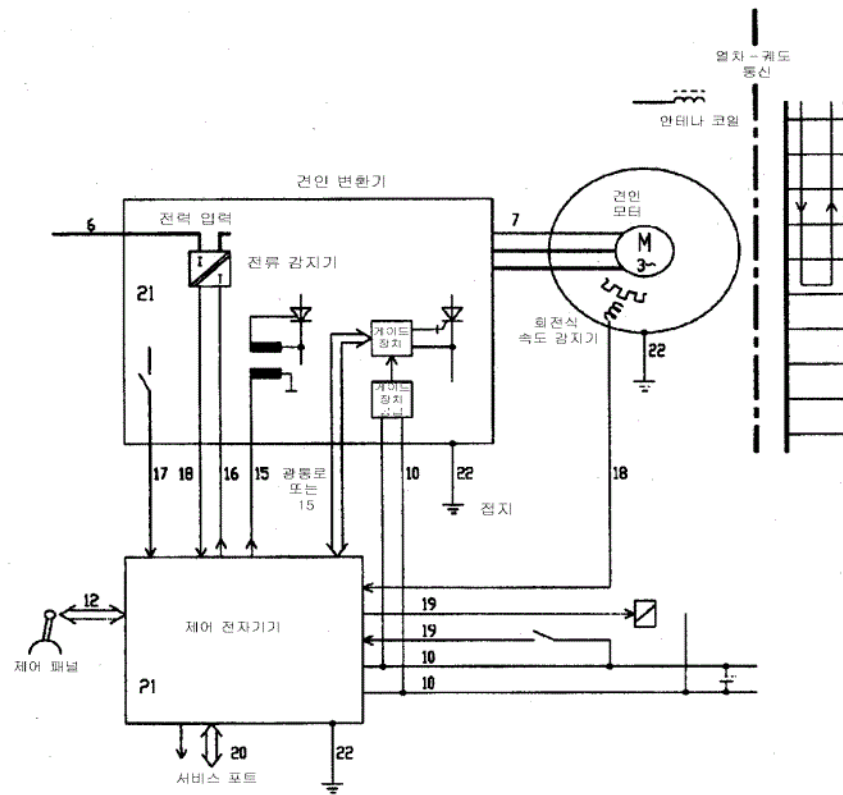 열차-궤도
통신
안테나 코일
견인 변환기
전력 입력
6
7
견인
모터
M
3~
I
I
전류 감지기
21
게이트
장치
게이트
장치
회전식
속도 감지기
22
17
18
16
15
광통로
또는
15
10
22
접지
18
12
제어 패널
제어 전자기기
21
19
19
10
10
20
서비스 포트
22